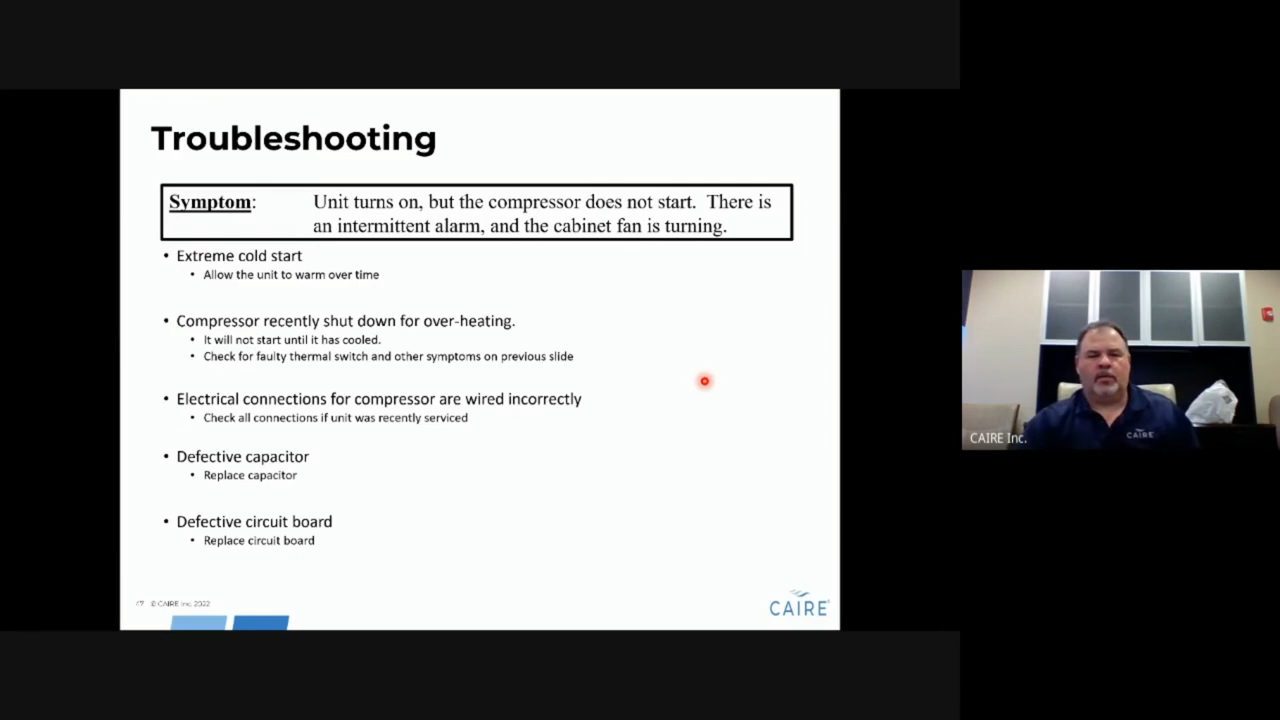 Troubleshooting
Symptom: Unit turns on, but the compressor does not start. There is
an intermittent alarm, and the cabinet fan is turning.
• Extreme cold start
• Allow the unit to warm over time
• Compressor recently shut down for over-heating.
• It will not start until it has cooled.
• Check for faulty thermal switch and other symptoms on previous slide
• Electrical connections for compressor are wired incorrectly
• Check all connections if unit was recently serviced
• Defective capacitor
• Replace capacitor
• Defective circuit board
• Replace circuit board
47 © CAIRE Inc. 2022
CAIRE
CAIRE
CAIRE Inc.